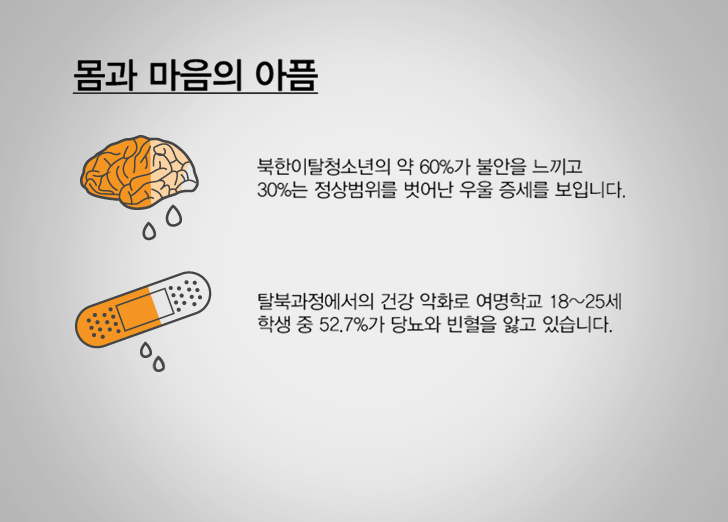 몸과 마음의 아픔
북한이탈청소년의 약 60%가 불안을 느끼고
30%는 정상범위를 벗어난 우울 증세를 보입니다.
탈북과정에서의 건강 악화로 여명학교 18~25세
학생 중 52.7%가 당뇨와 빈혈을 앓고 있습니다.